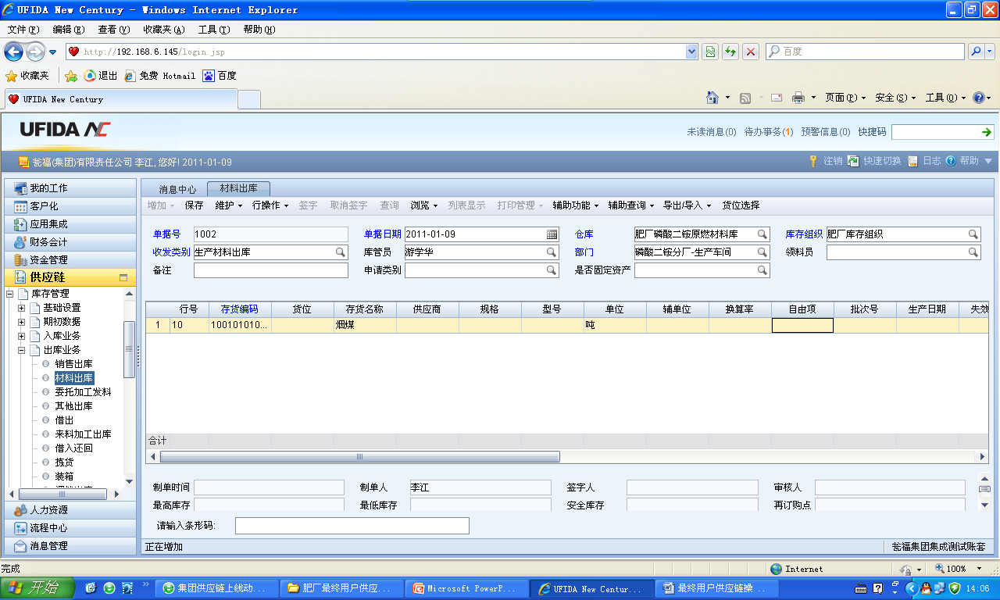 UFIDA New Century - Windows Internet Explorer
文件(F) 编辑(E) 查看(V) 收藏夹(A) 工具(T) 帮助(H)
http://192.168.6.145/login.jsp 百度
收藏夹 退出 免费 Hotmail 百度
UFIDA New Century 页面(P) 安全(S) 工具(O)
UFIDA NC 未读消息(0) 待办事务(1) 预警信息(0) 快捷码
瓮福(集团)有限责任公司 李江, 您好! 2011-01-09 注销 快速切换 日志 帮助
我的工作
客户化
应用集成
财务会计
资金管理
供应链
库存管理
基础设置
期初数据
入库业务
出库业务
销售出库
材料出库
委托加工发料
其他出库
借出
来料加工出库
借入还回
拣货
装箱
人力资源
流程中心
消息管理
消息中心 材料出库
增加 保存 维护 行操作 签字 取消签字 查询 浏览 列表显示 打印管理 辅助功能 辅助查询 导出/导入 货位选择
单据号 1002 单据日期 2011-01-09 仓库 肥厂磷酸二铵原燃材料库 库存组织 肥厂库存组织
收发类别 生产材料出库 库管员 游学华 部门 磷酸二铵分厂-生产车间 领料员
备注 申请类别 是否固定资产
行号 存货编码 货位 存货名称 供应商 规格 型号 单位 辅单位 换算率 自由项 批次号 生产日期 失效
1 10 100101010... 烟煤 吨
合计
制单时间 制单人 李江 签字人 审核人
最高库存 最低库存 安全库存 再订购点
请输入条形码:
正在增加 瓮福集团集成测试账套
完成 Internet 100%
开始 集团供应链上线动... 肥厂最终用户供应... Microsoft PowerP... UFIDA New Centur... 最终用户供应链操... 14:06